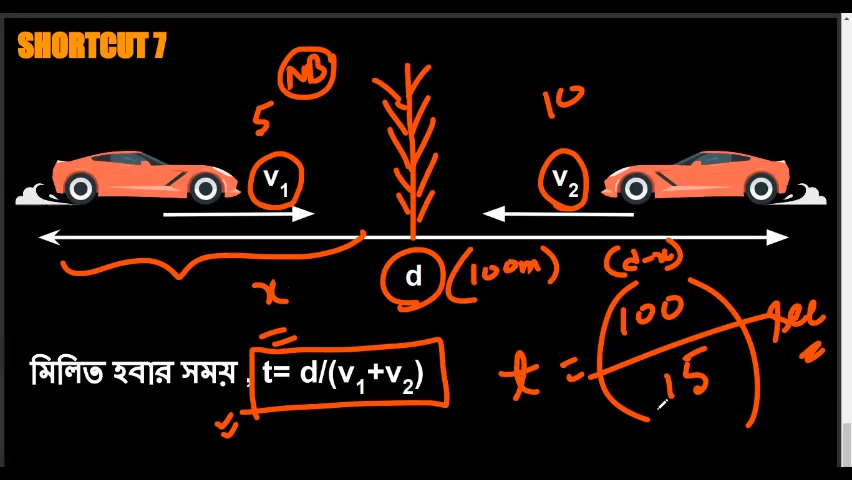 SHORTCUT 7
NB
5
10
v₁
v₂
d (100m)
(d-x)
x
মিলিত হবার সময় , t= d/(v₁+v₂)
t = (100/15) sec